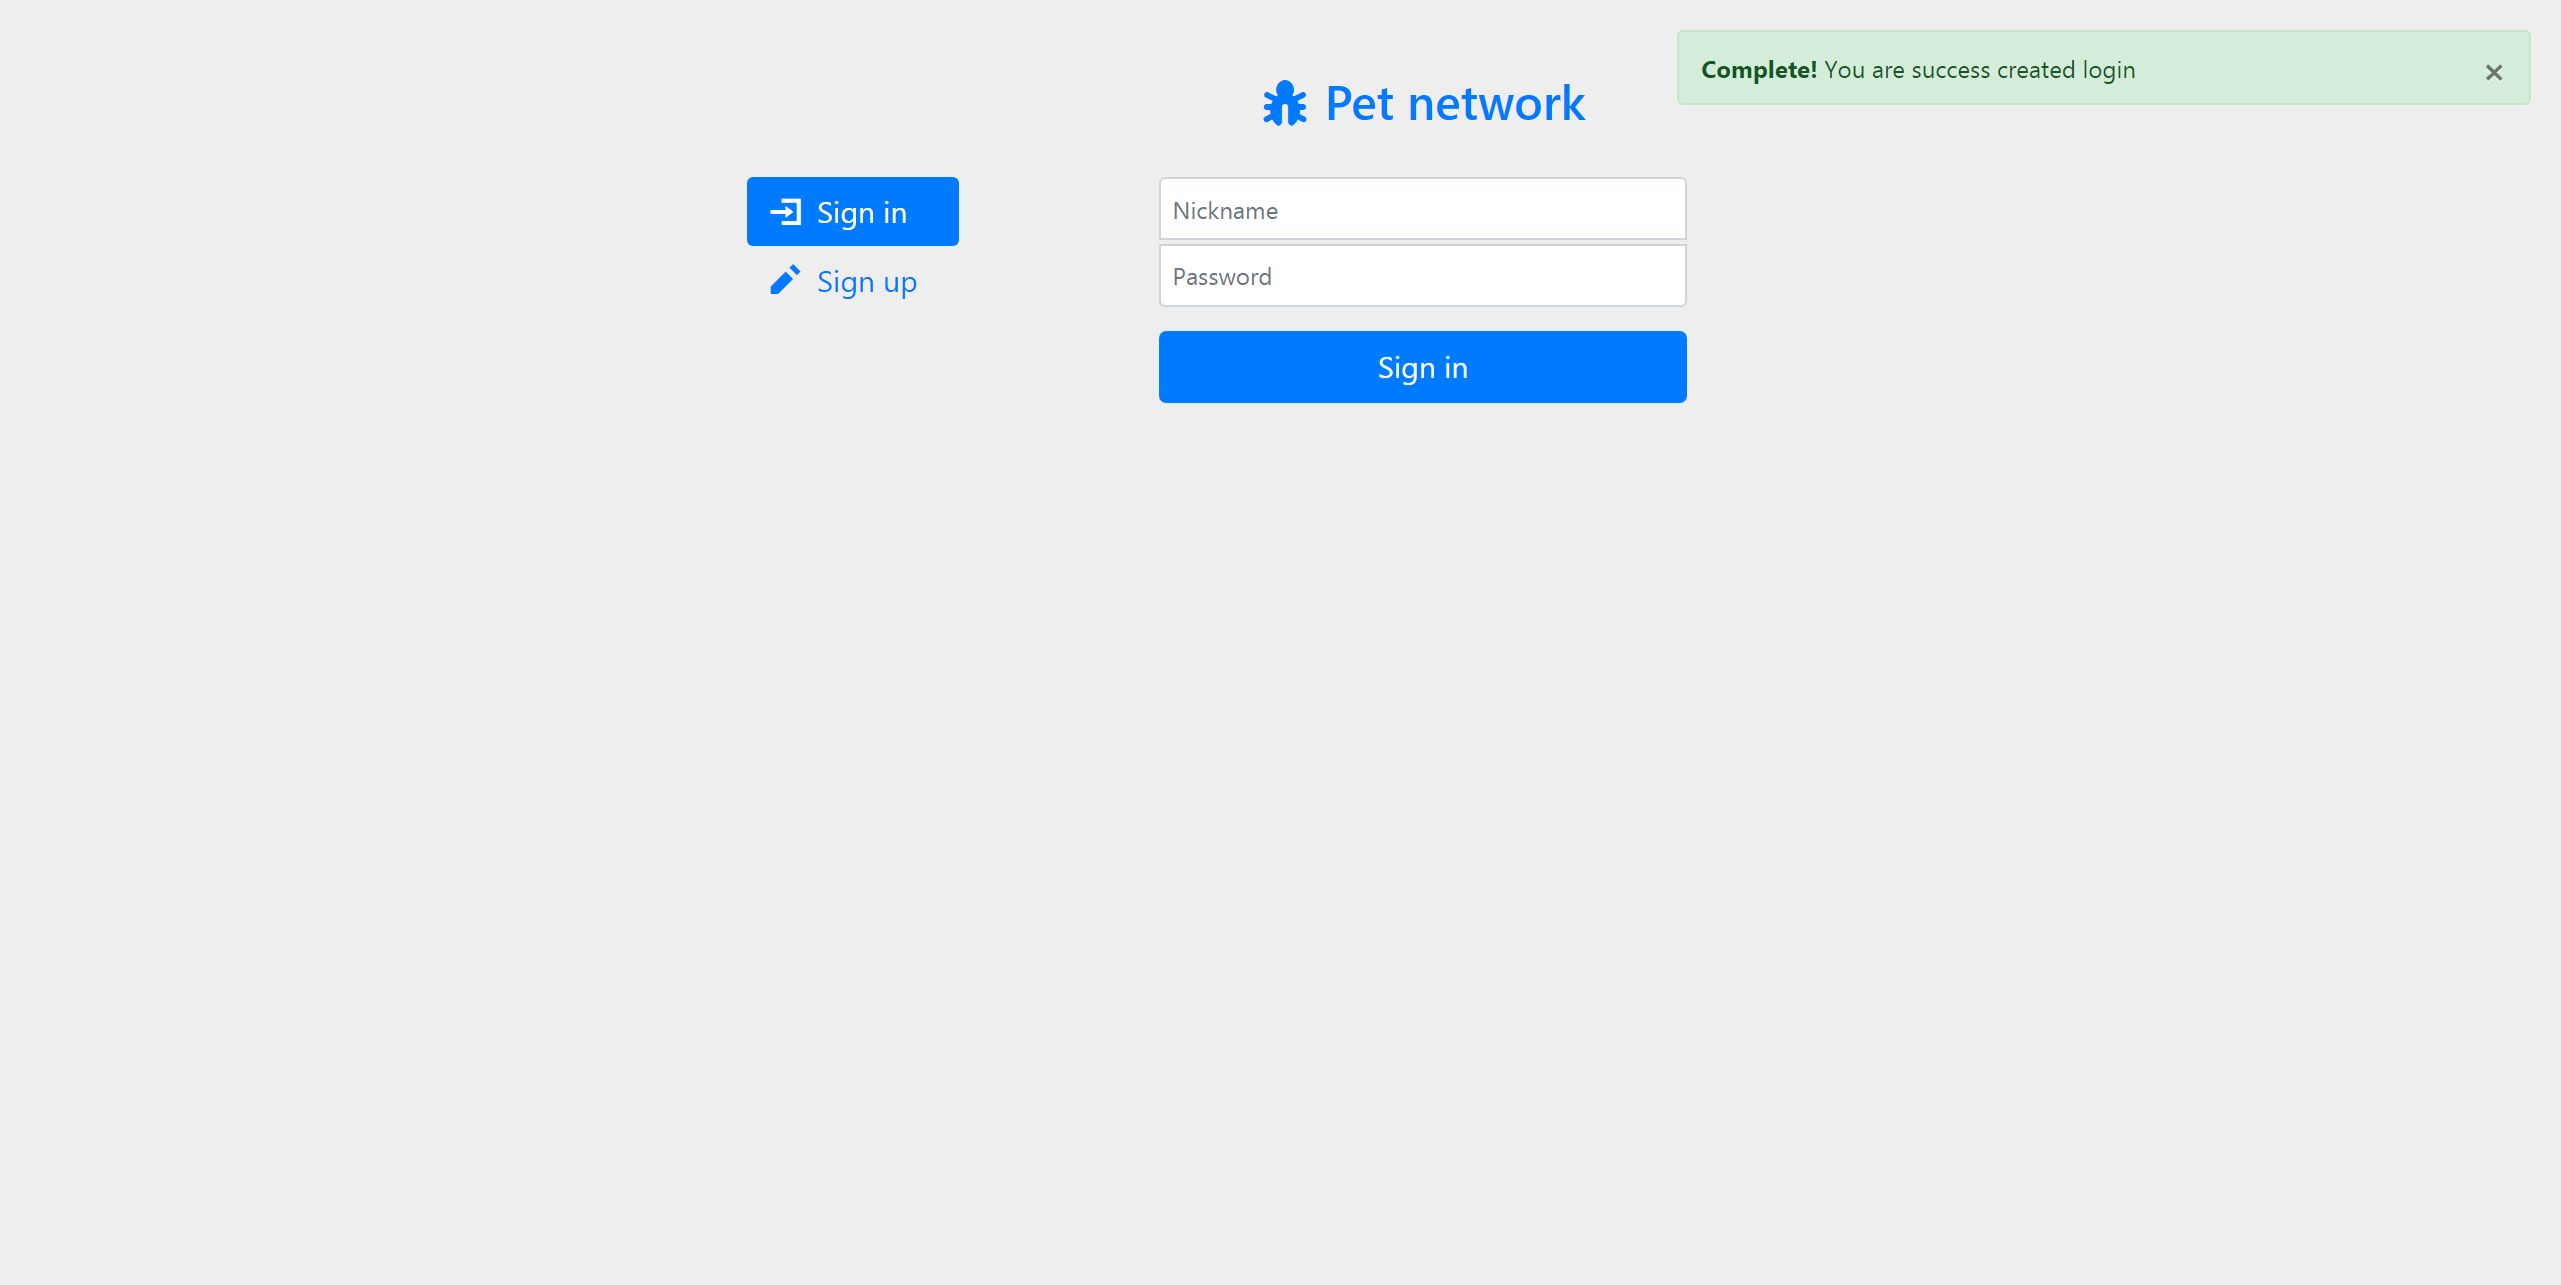 Complete! You are success created login
Pet network
Sign in
Sign up
Nickname
Password
Sign in